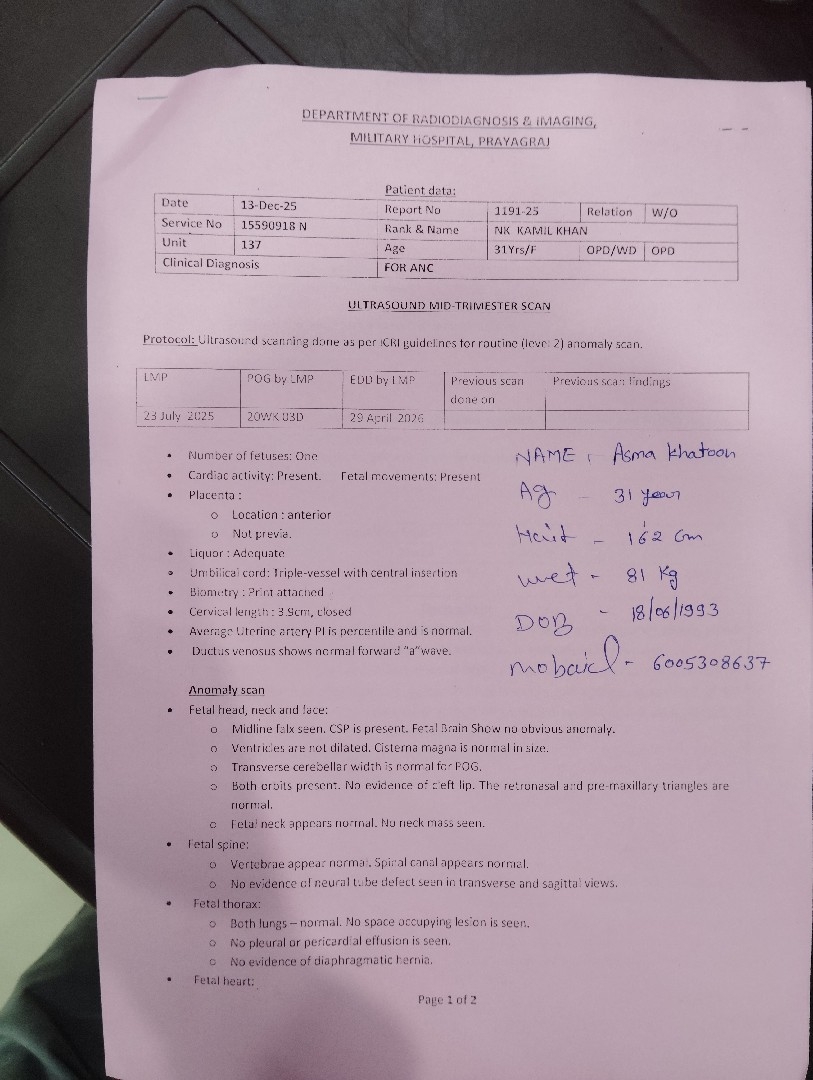 DEPARTMENT OF RADIODIAGNOSIS & IMAGING,
MILITARY HOSPITAL, PRAYAGRAJ
Patient data:
Date 13-Dec-25 Report No 1191-25 Relation W/O
Service No 15590918 N Rank & Name NK KAMIL KHAN
Unit 137 Age 31Yrs/F OPD/WD OPD
Clinical Diagnosis FOR ANC
ULTRASOUND MID-TRIMESTER SCAN
Protocol: Ultrasound scanning done as per ICRI guidelines for routine (level 2) anomaly scan.
LMP POG by LMP EDD by LMP Previous scan done on Previous scan findings
23 July 2025 20WK 03D 29 April 2026
• Number of fetuses: One
• Cardiac activity: Present. Fetal movements: Present
• Placenta :
o Location : anterior
o Not previa.
• Liquor : Adequate
• Umbilical cord: Triple-vessel with central insertion
• Biometry : Print attached
• Cervical length : 3.9cm, closed
• Average Uterine artery PI is percentile and is normal.
• Ductus venosus shows normal forward "a" wave.
NAME : Asma Khatoon
Ag - 31 year
Hait - 162 cm
wet - 81 Kg
DOB - 18/06/1993
mobaicl - 6005308637
Anomaly scan
• Fetal head, neck and face:
o Midline falx seen. CSP is present. Fetal Brain Show no obvious anomaly.
o Ventricles are not dilated. Cisterna magna is normal in size.
o Transverse cerebellar width is normal for POG.
o Both orbits present. No evidence of cleft lip. The retronasal and pre-maxillary triangles are
normal.
o Fetal neck appears normal. No neck mass seen.
• Fetal spine:
o Vertebrae appear normal. Spinal canal appears normal.
o No evidence of neural tube defect seen in transverse and sagittal views.
• Fetal thorax:
o Both lungs – normal. No space occupying lesion is seen.
o No pleural or pericardial effusion is seen.
o No evidence of diaphragmatic hernia.
• Fetal heart:
Page 1 of 2